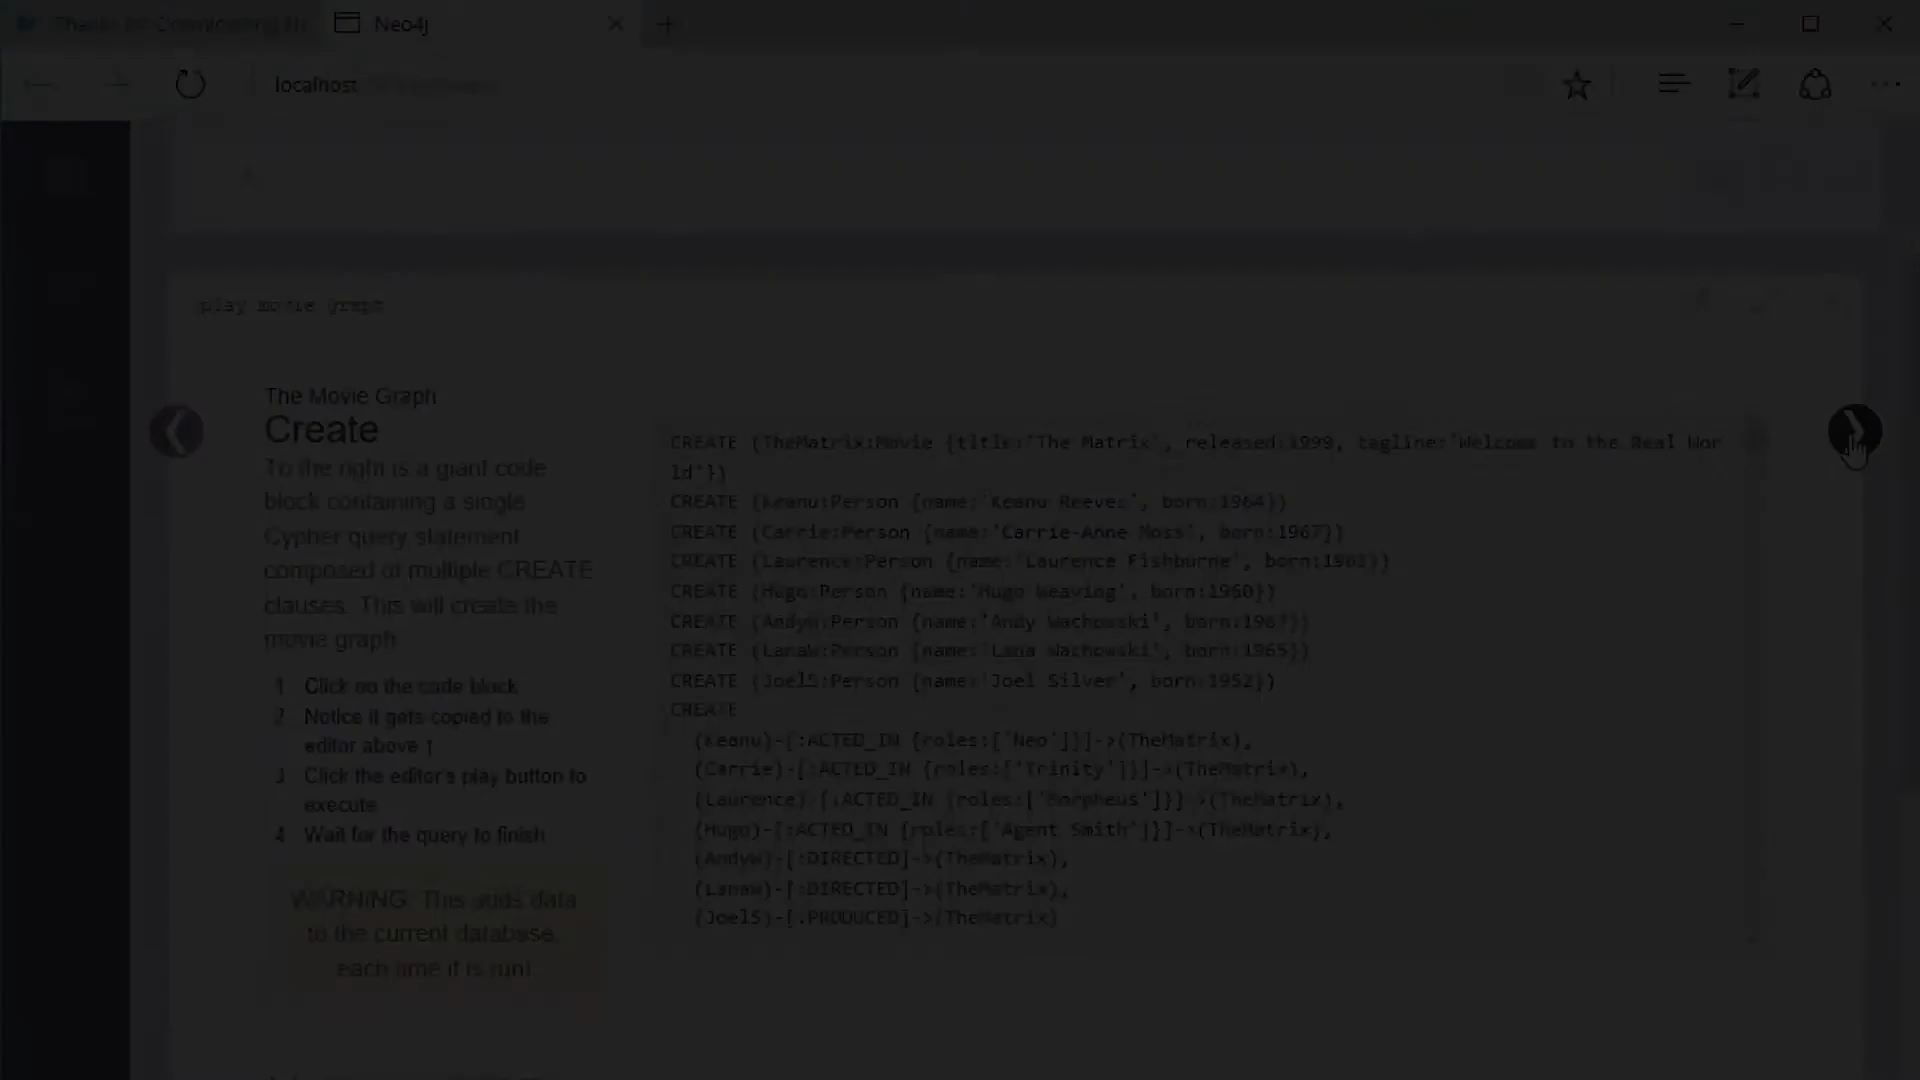 Neo4j
localhost
play movie graph
The Movie Graph
Create
To the right is a giant code
block containing a single
Cypher query statement
composed of multiple CREATE
clauses. This will create the
movie graph
1 Click on the code block
2 Notice it gets copied to the
editor above ↑
3 Click the editor's play button to
execute
4 Wait for the query to finish
WARNING: This adds data
to the current database,
each time it is run!
CREATE (TheMatrix:Movie {title:'The Matrix', released:1999, tagline:'Welcome to the Real Wor
ld'})
CREATE (Keanu:Person {name:'Keanu Reeves', born:1964})
CREATE (Carrie:Person {name:'Carrie-Anne Moss', born:1967})
CREATE (Laurence:Person {name:'Laurence Fishburne', born:1961})
CREATE (Hugo:Person {name:'Hugo Weaving', born:1960})
CREATE (AndyW:Person {name:'Andy Wachowski', born:1967})
CREATE (LanaW:Person {name:'Lana Wachowski', born:1965})
CREATE (JoelS:Person {name:'Joel Silver', born:1952})
CREATE
(Keanu)-[:ACTED_IN {roles:['Neo']}]->(TheMatrix),
(Carrie)-[:ACTED_IN {roles:['Trinity']}]->(TheMatrix),
(Laurence)-[:ACTED_IN {roles:['Morpheus']}]->(TheMatrix),
(Hugo)-[:ACTED_IN {roles:['Agent Smith']}]->(TheMatrix),
(AndyW)-[:DIRECTED]->(TheMatrix),
(LanaW)-[:DIRECTED]->(TheMatrix),
(JoelS)-[:PRODUCED]->(TheMatrix)